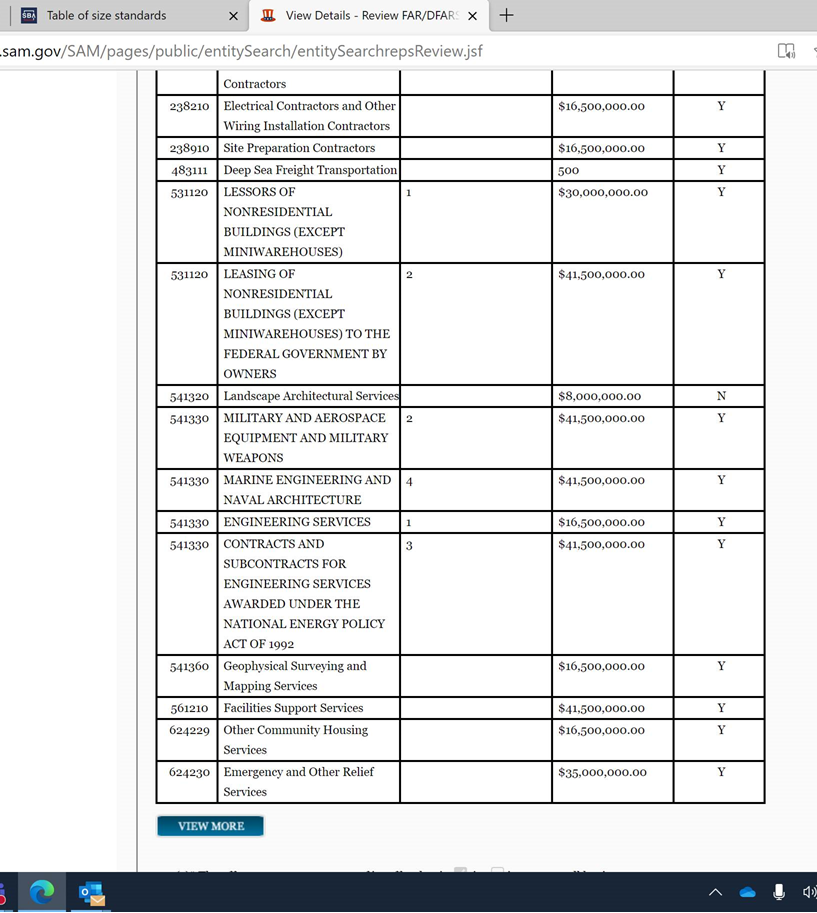 SBA Table of size standards
View Details - Review FAR/DFARS
.sam.gov/SAM/pages/public/entitySearch/entitySearchrepsReview.jsf
Contractors
238210 Electrical Contractors and Other $16,500,000.00 Y
Wiring Installation Contractors
238910 Site Preparation Contractors $16,500,000.00 Y
483111 Deep Sea Freight Transportation 500 Y
531120 LESSORS OF 1 $30,000,000.00 Y
NONRESIDENTIAL
BUILDINGS (EXCEPT
MINIWAREHOUSES)
531120 LEASING OF 2 $41,500,000.00 Y
NONRESIDENTIAL
BUILDINGS (EXCEPT
MINIWAREHOUSES) TO THE
FEDERAL GOVERNMENT BY
OWNERS
541320 Landscape Architectural Services $8,000,000.00 N
541330 MILITARY AND AEROSPACE 2 $41,500,000.00 Y
EQUIPMENT AND MILITARY
WEAPONS
541330 MARINE ENGINEERING AND 4 $41,500,000.00 Y
NAVAL ARCHITECTURE
541330 ENGINEERING SERVICES 1 $16,500,000.00 Y
541330 CONTRACTS AND 3 $41,500,000.00 Y
SUBCONTRACTS FOR
ENGINEERING SERVICES
AWARDED UNDER THE
NATIONAL ENERGY POLICY
ACT OF 1992
541360 Geophysical Surveying and $16,500,000.00 Y
Mapping Services
561210 Facilities Support Services $41,500,000.00 Y
624229 Other Community Housing $16,500,000.00 Y
Services
624230 Emergency and Other Relief $35,000,000.00 Y
Services
VIEW MORE